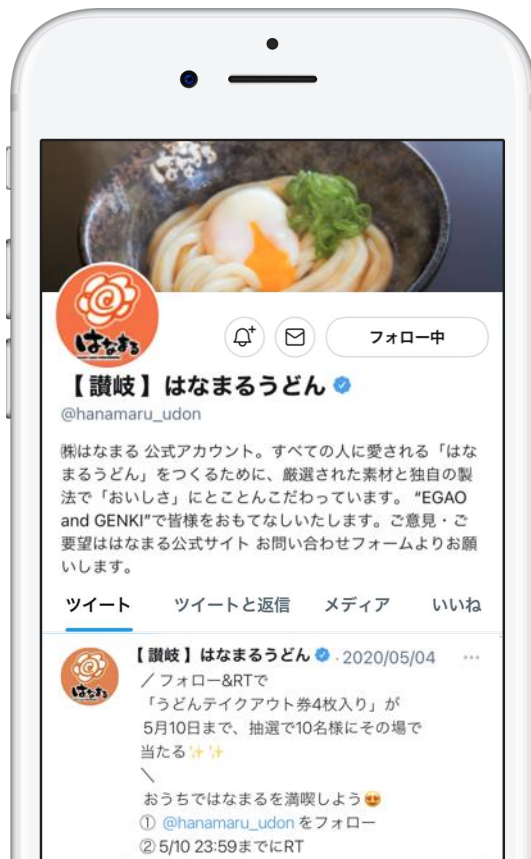 はなまる
フォロー中
【 讃岐 】はなまるうどん
@hanamaru_udon
㈱はなまる 公式アカウント。すべての人に愛される「はな
まるうどん」をつくるために、厳選された素材と独自の製
法で「おいしさ」にとことんこだわっています。 “EGAO
and GENKI”で皆様をおもてなしいたします。ご意見・ご
要望ははなまる公式サイト お問い合わせフォームよりお願
いします。
ツイート ツイートと返信 メディア いいね
【 讃岐 】はなまるうどん · 2020/05/04 …
はなまる
／フォロー&RTで
「うどんテイクアウト券4枚入り」が
5月10日まで、抽選で10名様にその場で
当たる✨✨
＼
おうちではなまるを満喫しよう😍
① @hanamaru_udon をフォロー
② 5/10 23:59までにRT